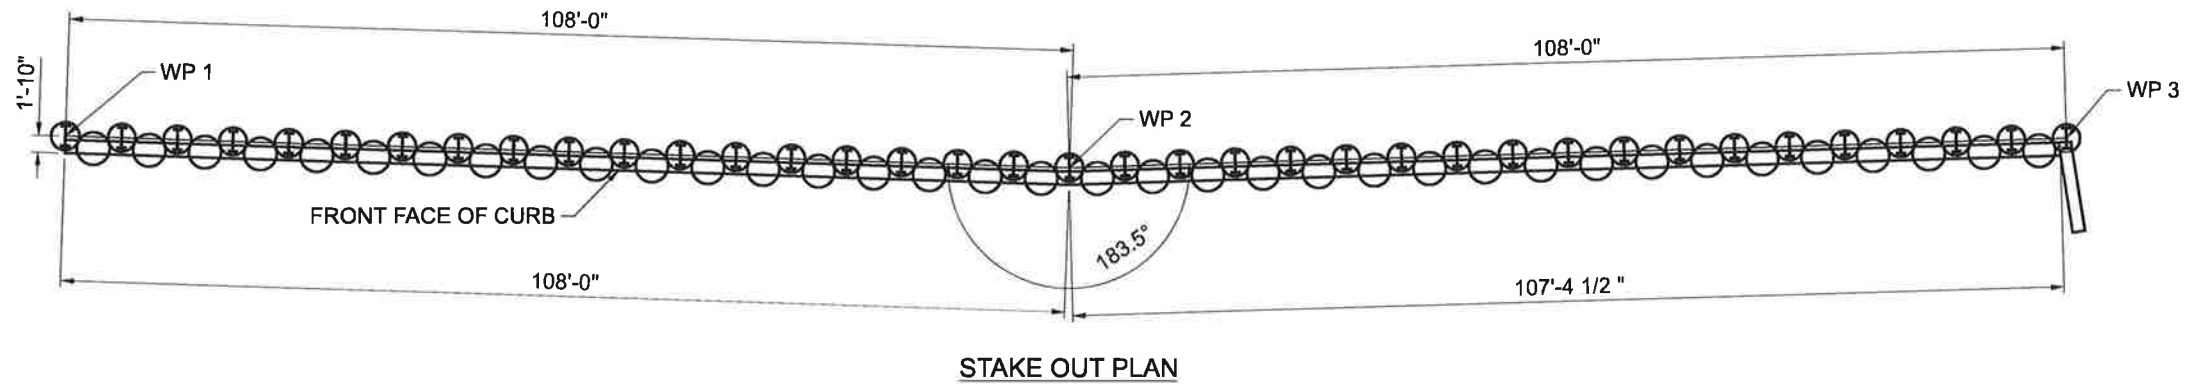 108'-0"
108'-0"
1'-10"
WP 1
WP 2
WP 3
FRONT FACE OF CURB
183.5°
108'-0"
107'-4 1/2 "
STAKE OUT PLAN